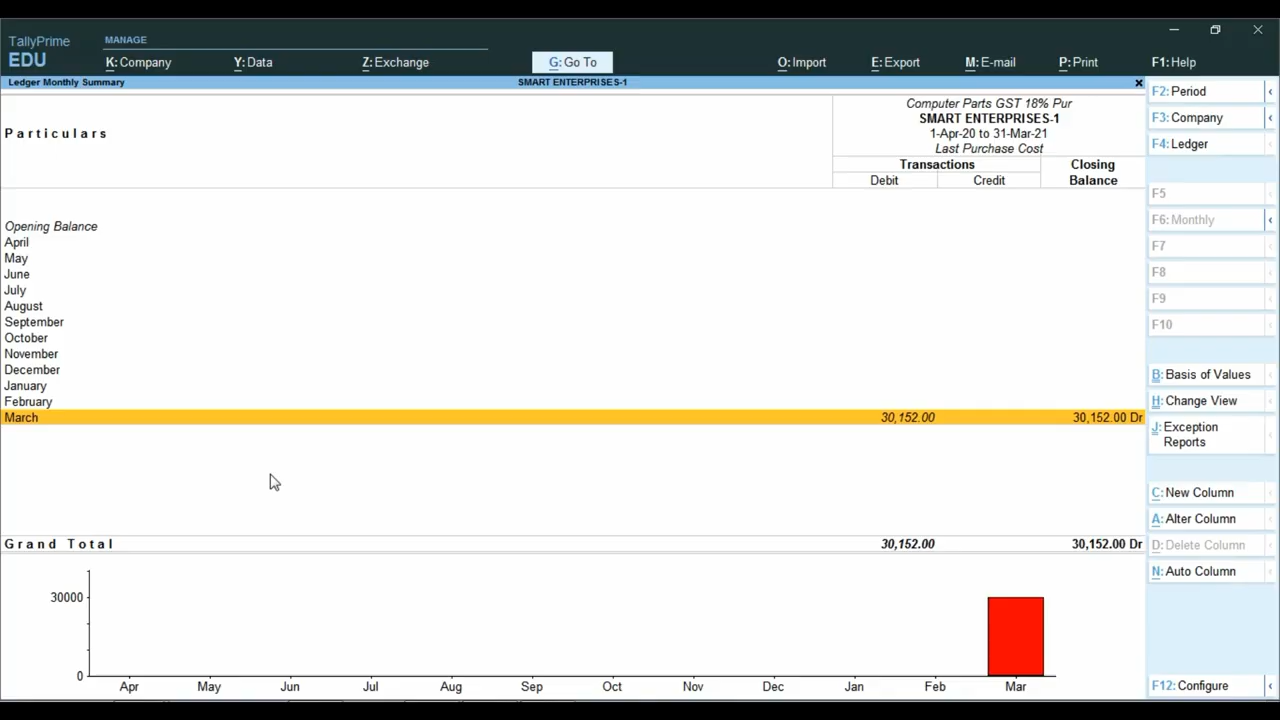 TallyPrime
EDU
MANAGE
K: Company Y: Data Z: Exchange G: Go To O: Import E: Export M: E-mail P: Print F1: Help
Ledger Monthly Summary SMART ENTERPRISES-1 x
Particulars
Computer Parts GST 18% Pur
SMART ENTERPRISES-1
1-Apr-20 to 31-Mar-21
Last Purchase Cost
Transactions Closing
Debit Credit Balance
Opening Balance
April
May
June
July
August
September
October
November
December
January
February
March 30,152.00 30,152.00 Dr
Grand Total 30,152.00 30,152.00 Dr
30000
0
Apr May Jun Jul Aug Sep Oct Nov Dec Jan Feb Mar
F2: Period
F3: Company
F4: Ledger
F5
F6: Monthly
F7
F8
F9
F10
B: Basis of Values
H: Change View
J: Exception
Reports
C: New Column
A: Alter Column
D: Delete Column
N: Auto Column
F12: Configure